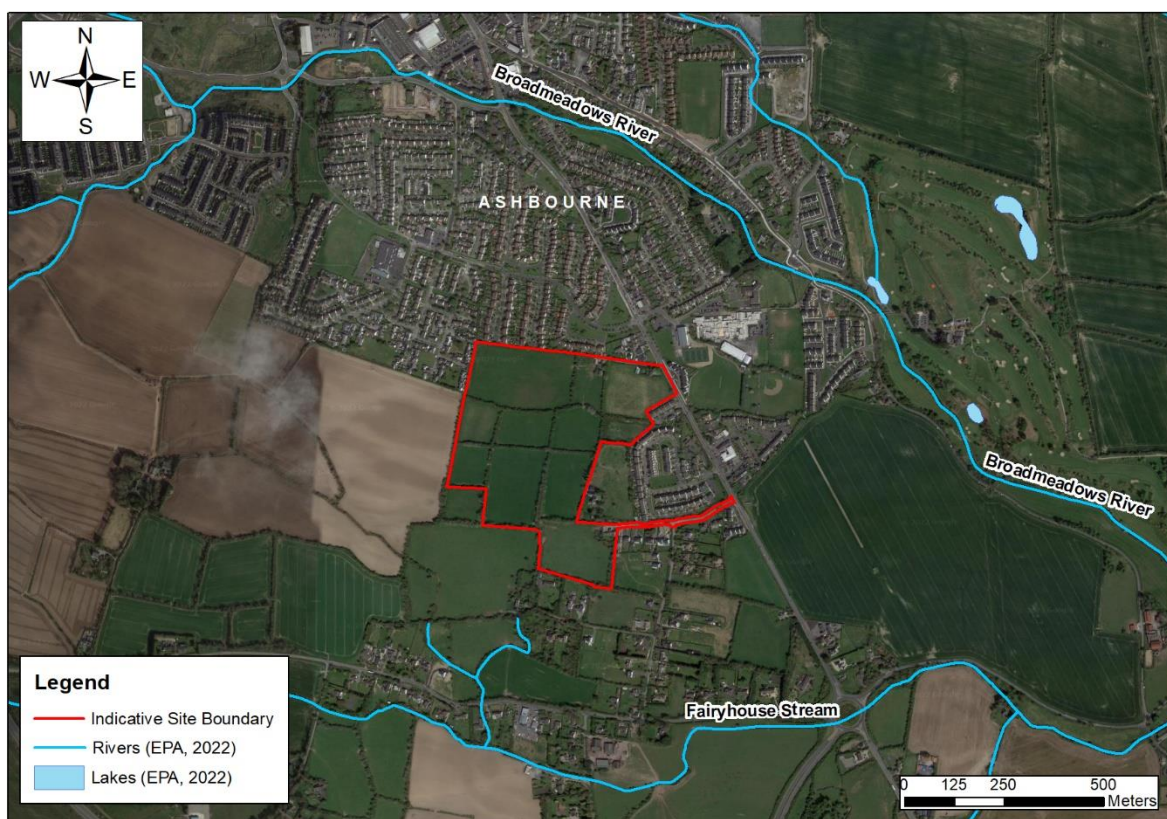 N
W E
S
Broadmeadows River
ASHBOURNE
Broadmeadows River
Fairyhouse Stream
Legend
Indicative Site Boundary
Rivers (EPA, 2022)
Lakes (EPA, 2022)
0 125 250 500
Meters